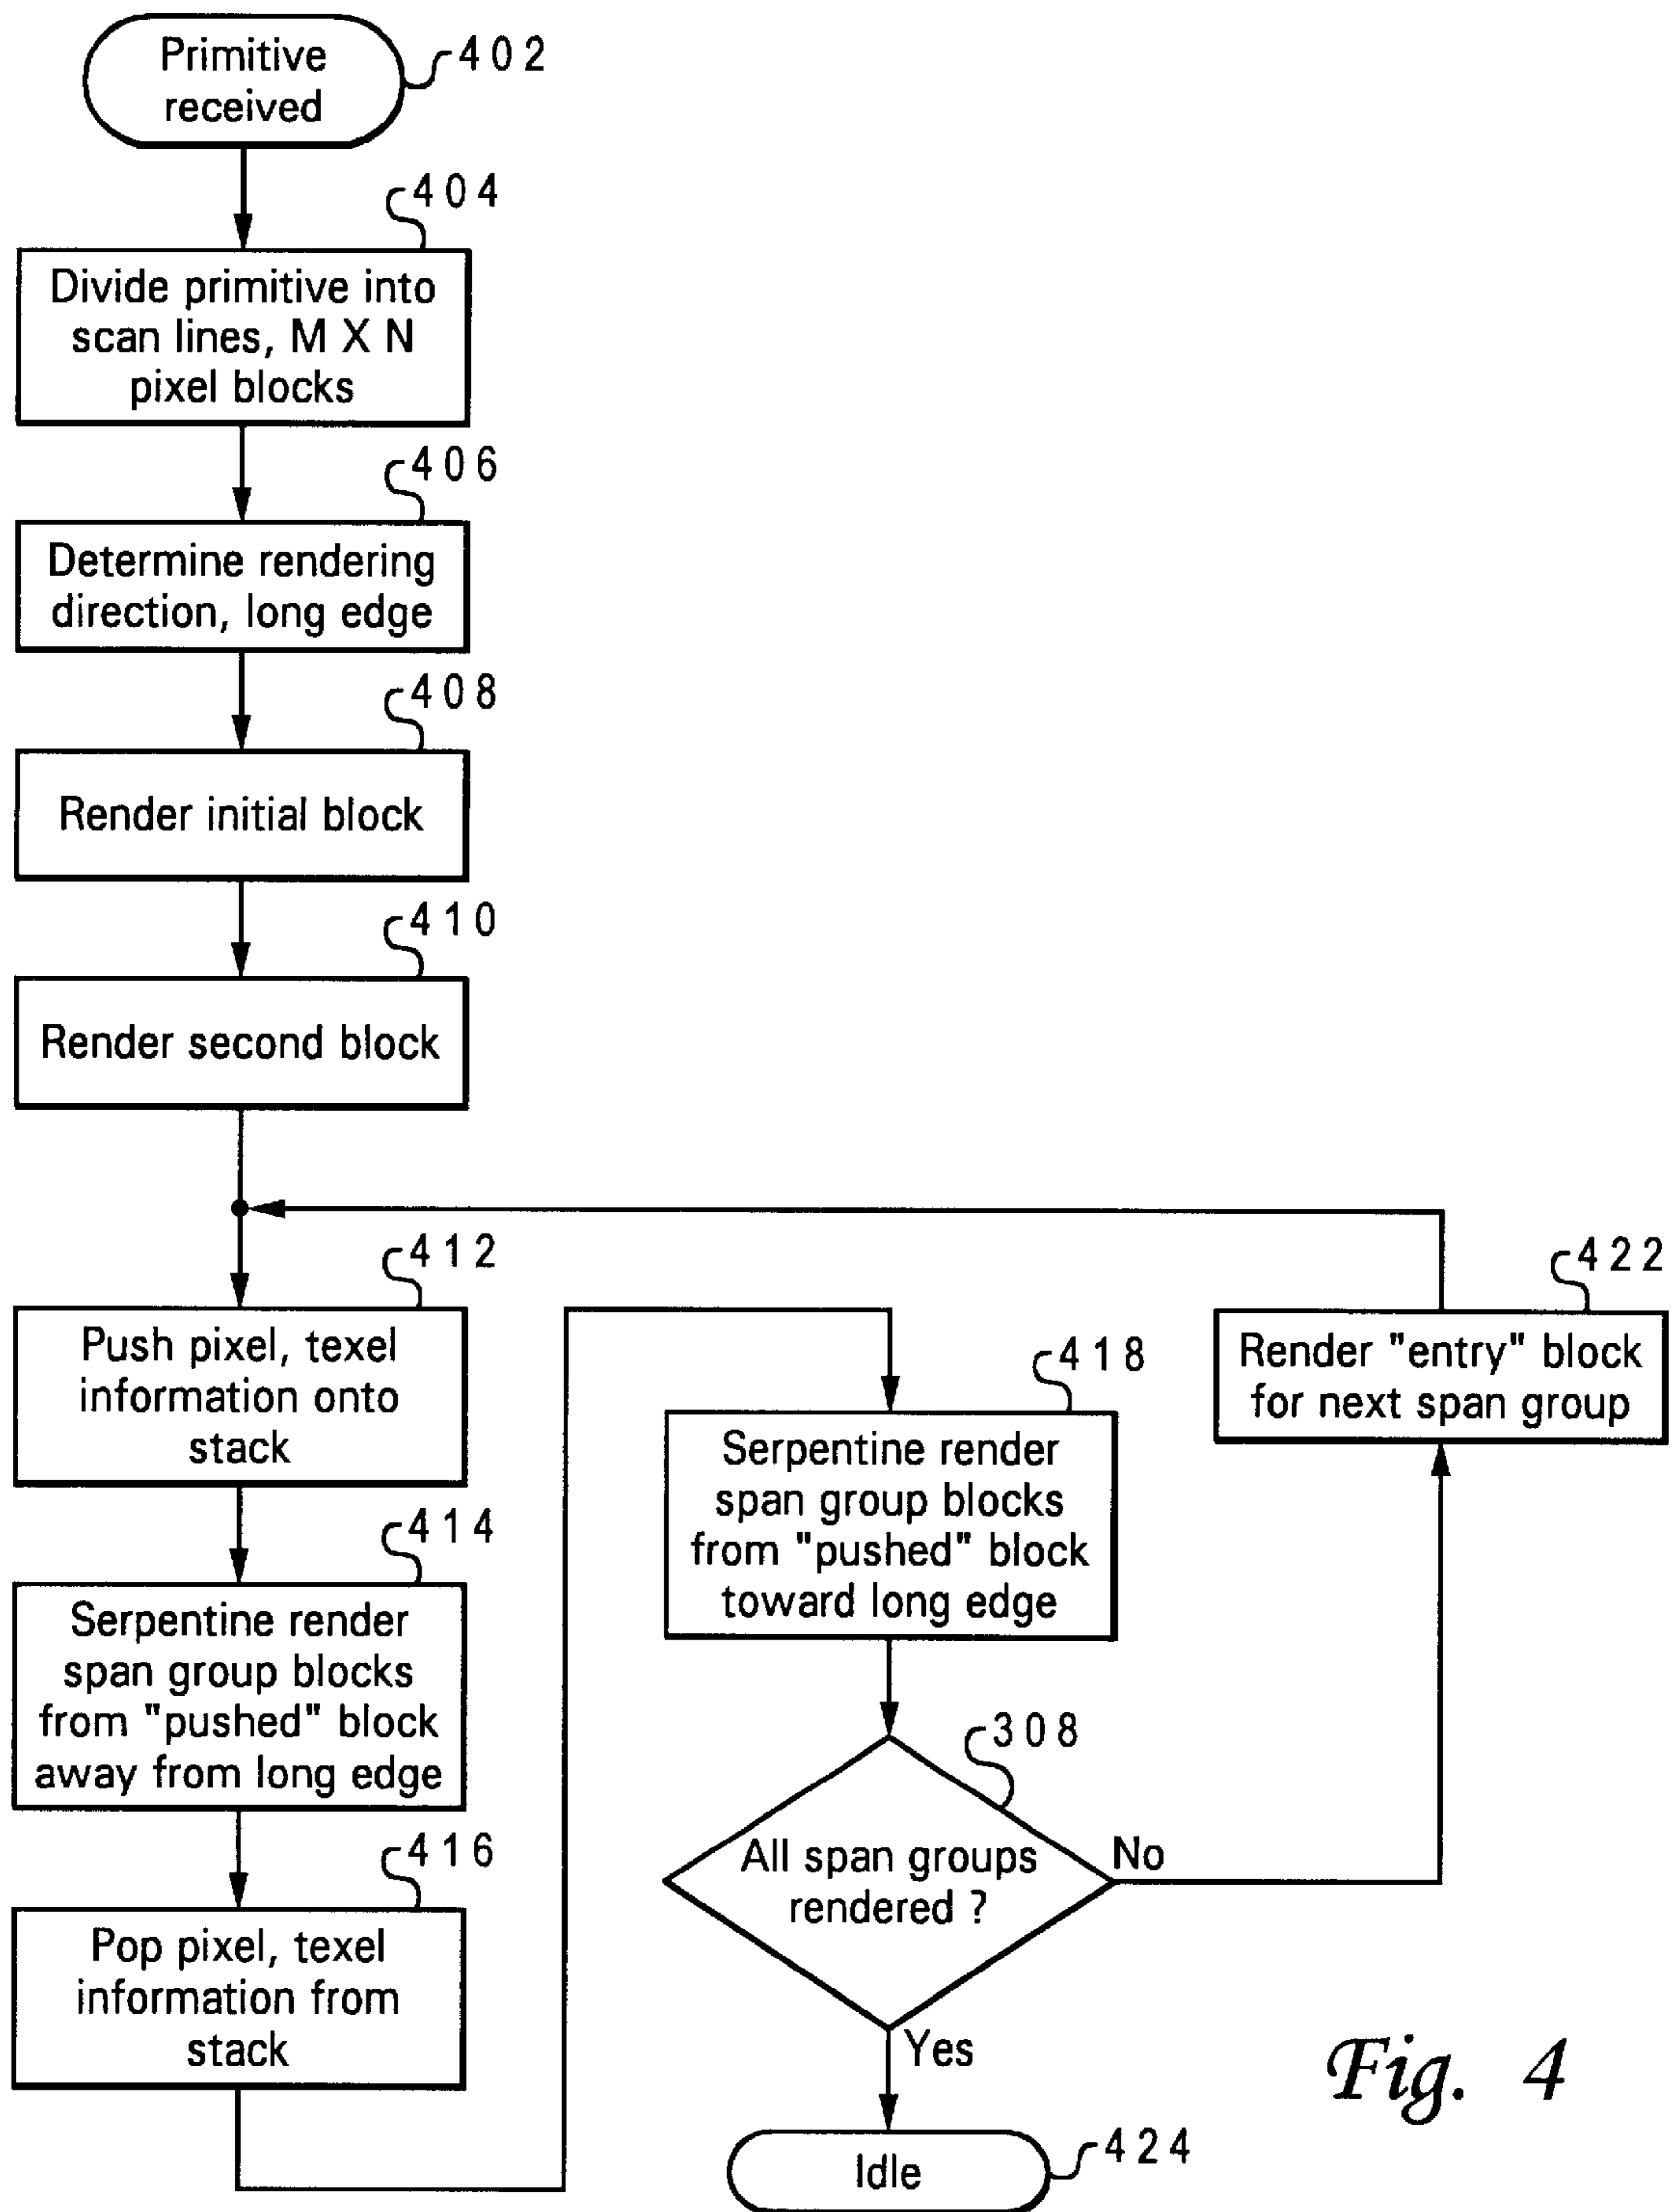 Primitive
received
402
404
Divide primitive into
scan lines, M X N
pixel blocks
406
Determine rendering
direction, long edge
408
Render initial block
410
Render second block
412
Push pixel, texel
information onto
stack
414
Serpentine render
span group blocks
from "pushed" block
away from long edge
416
Pop pixel, texel
information from
stack
418
Serpentine render
span group blocks
from "pushed" block
toward long edge
308
All span groups
rendered ?
No
Yes
422
Render "entry" block
for next span group
Idle
424
Fig. 4